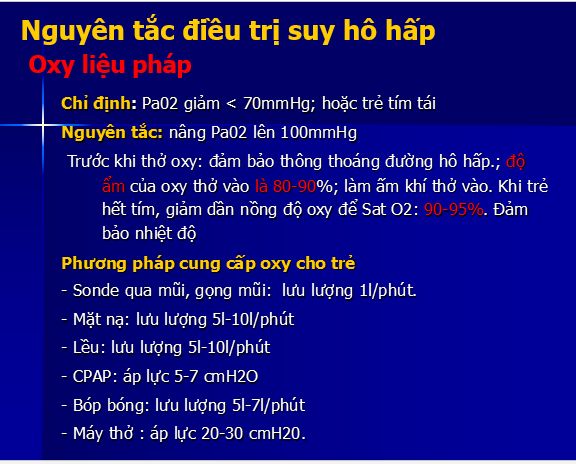 Nguyên tắc điều trị suy hô hấp
Oxy liệu pháp
Chỉ định: Pa02 giảm < 70mmHg; hoặc trẻ tím tái
Nguyên tắc: nâng Pa02 lên 100mmHg
Trước khi thở oxy: đảm bảo thông thoáng đường hô hấp.; độ
ẩm của oxy thở vào là 80-90%; làm ấm khí thở vào. Khi trẻ
hết tím, giảm dần nồng độ oxy để Sat O2: 90-95%. Đảm
bảo nhiệt độ
Phương pháp cung cấp oxy cho trẻ
- Sonde qua mũi, gọng mũi: lưu lượng 1l/phút.
- Mặt nạ: lưu lượng 5l-10l/phút
- Lều: lưu lượng 5l-10l/phút
- CPAP: áp lực 5-7 cmH2O
- Bóp bóng: lưu lượng 5l-7l/phút
- Máy thở : áp lực 20-30 cmH20.